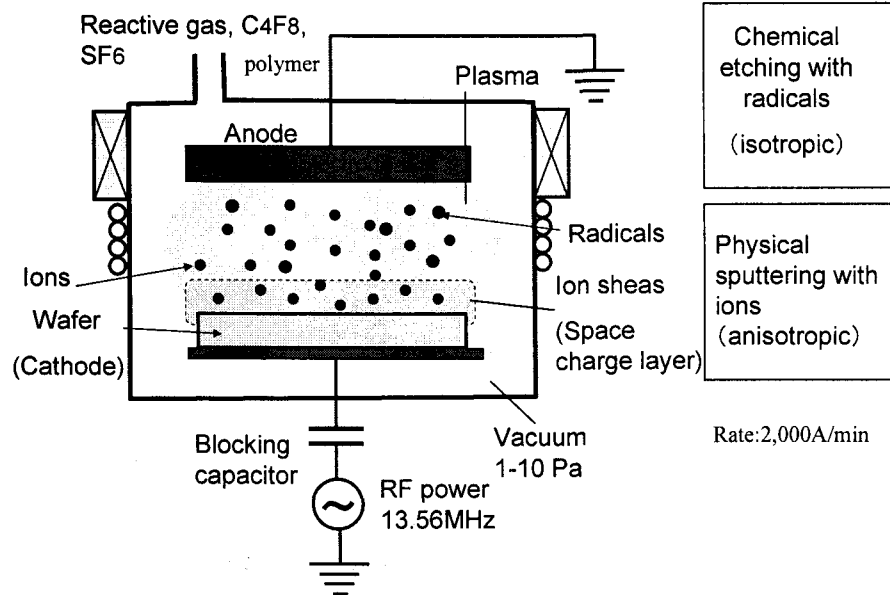 Reactive gas, C4F8,
SF6
polymer
Plasma
Anode
Radicals
Ions
Ion sheas
Wafer
(Space
charge layer)
(Cathode)
Vacuum
1-10 Pa
Blocking
capacitor
RF power
13.56MHz
Chemical
etching with
radicals
(isotropic)
Physical
sputtering with
ions
(anisotropic)
Rate:2,000A/min